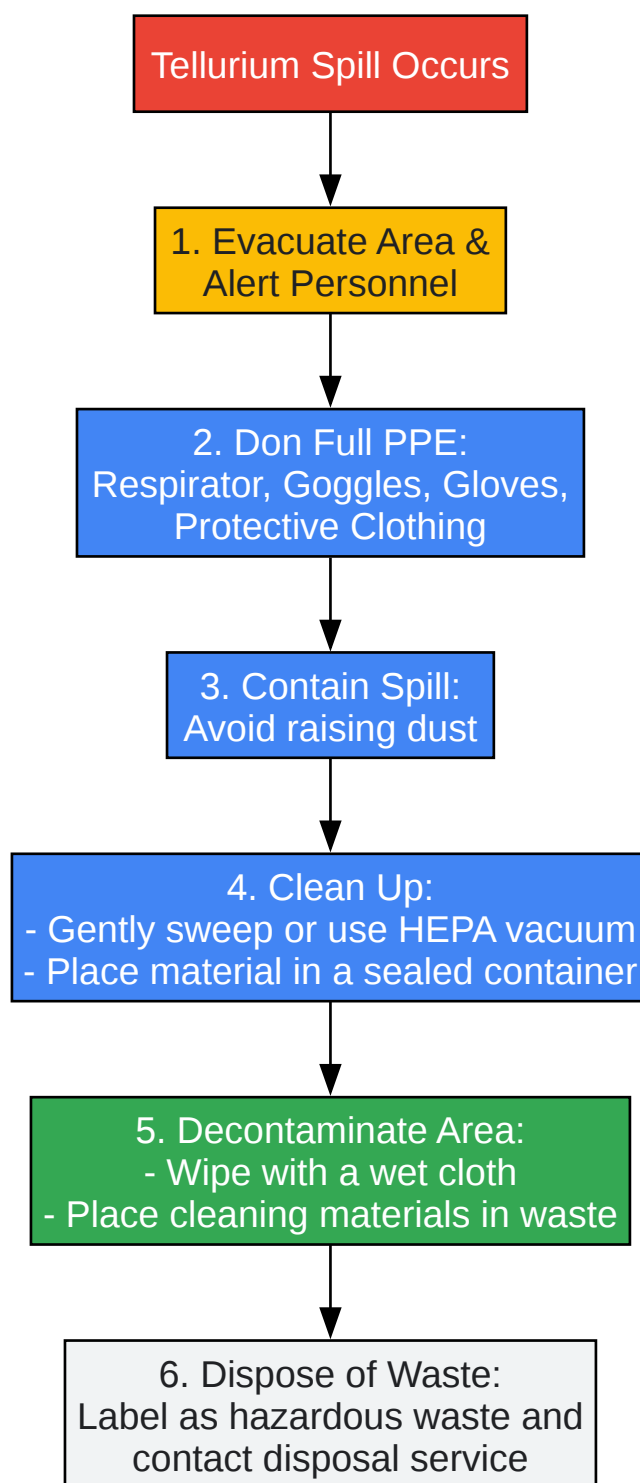 Tellurium Spill Occurs
1. Evacuate Area &
Alert Personnel
2. Don Full PPE:
Respirator, Goggles, Gloves,
Protective Clothing
3. Contain Spill:
Avoid raising dust
4. Clean Up:
- Gently sweep or use HEPA vacuum
- Place material in a sealed container
5. Decontaminate Area:
- Wipe with a wet cloth
- Place cleaning materials in waste
6. Dispose of Waste:
Label as hazardous waste and
contact disposal service